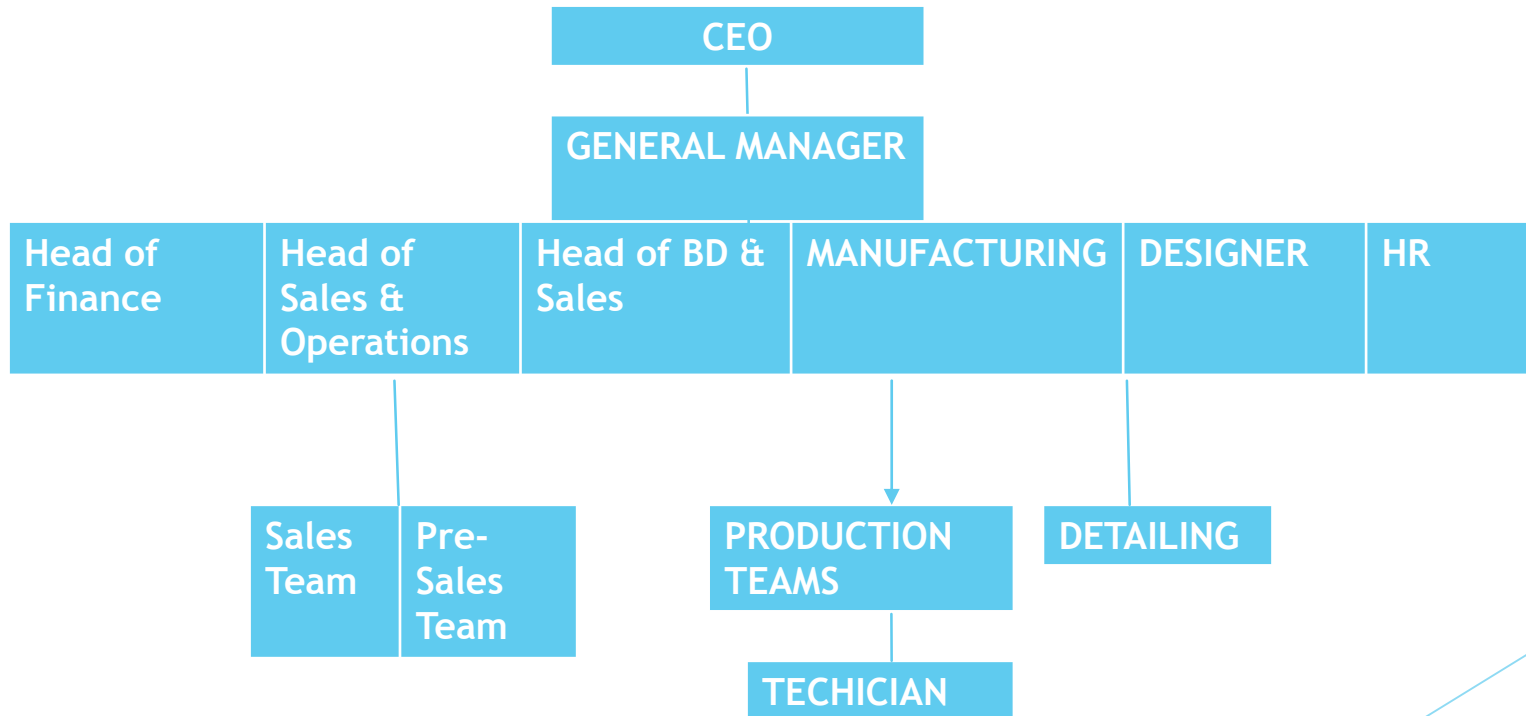 CEO
GENERAL MANAGER
Head of
Finance
Head of
Sales &
Operations
Head of BD &
Sales
MANUFACTURING
DESIGNER
HR
Sales
Team
Pre-
Sales
Team
PRODUCTION
TEAMS
DETAILING
TECHICIAN